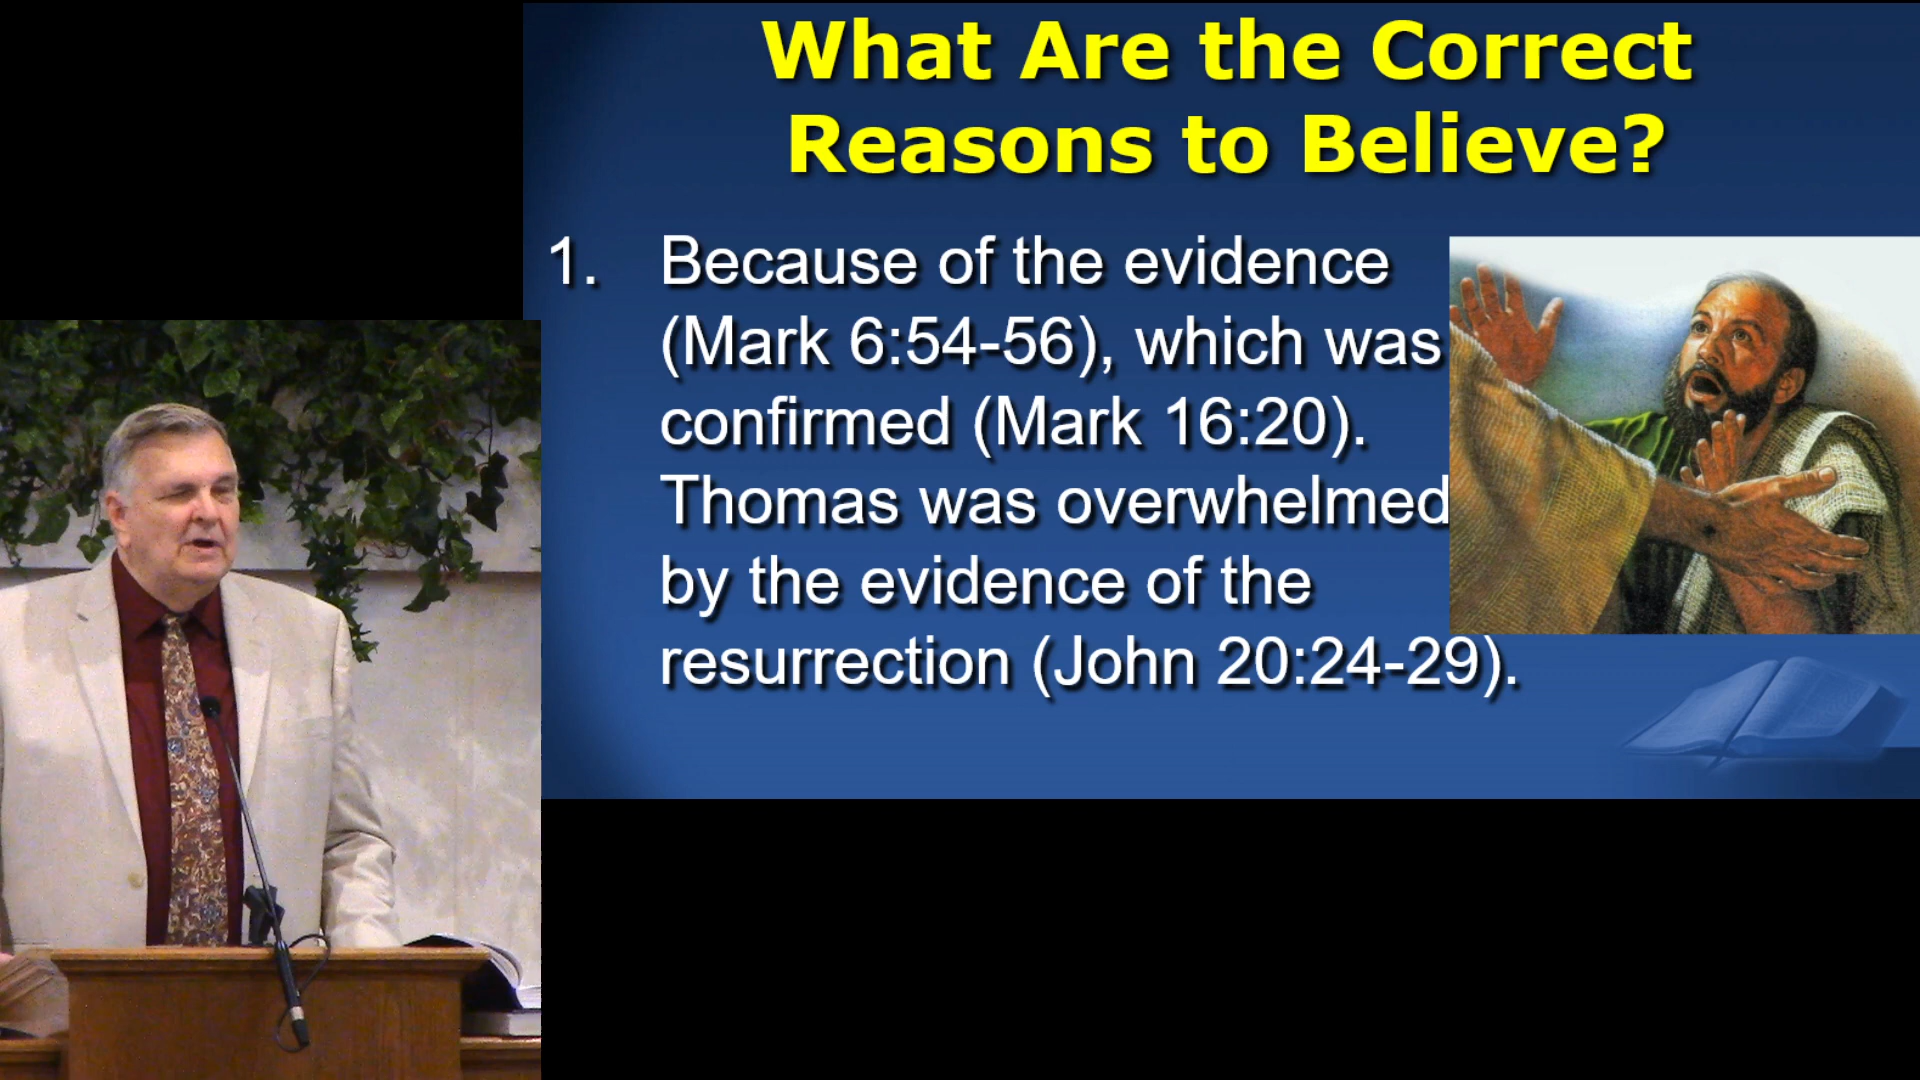 What Are the Correct
Reasons to Believe?
1. Because of the evidence
(Mark 6:54-56), which was
confirmed (Mark 16:20).
Thomas was overwhelmed
by the evidence of the
resurrection (John 20:24-29).